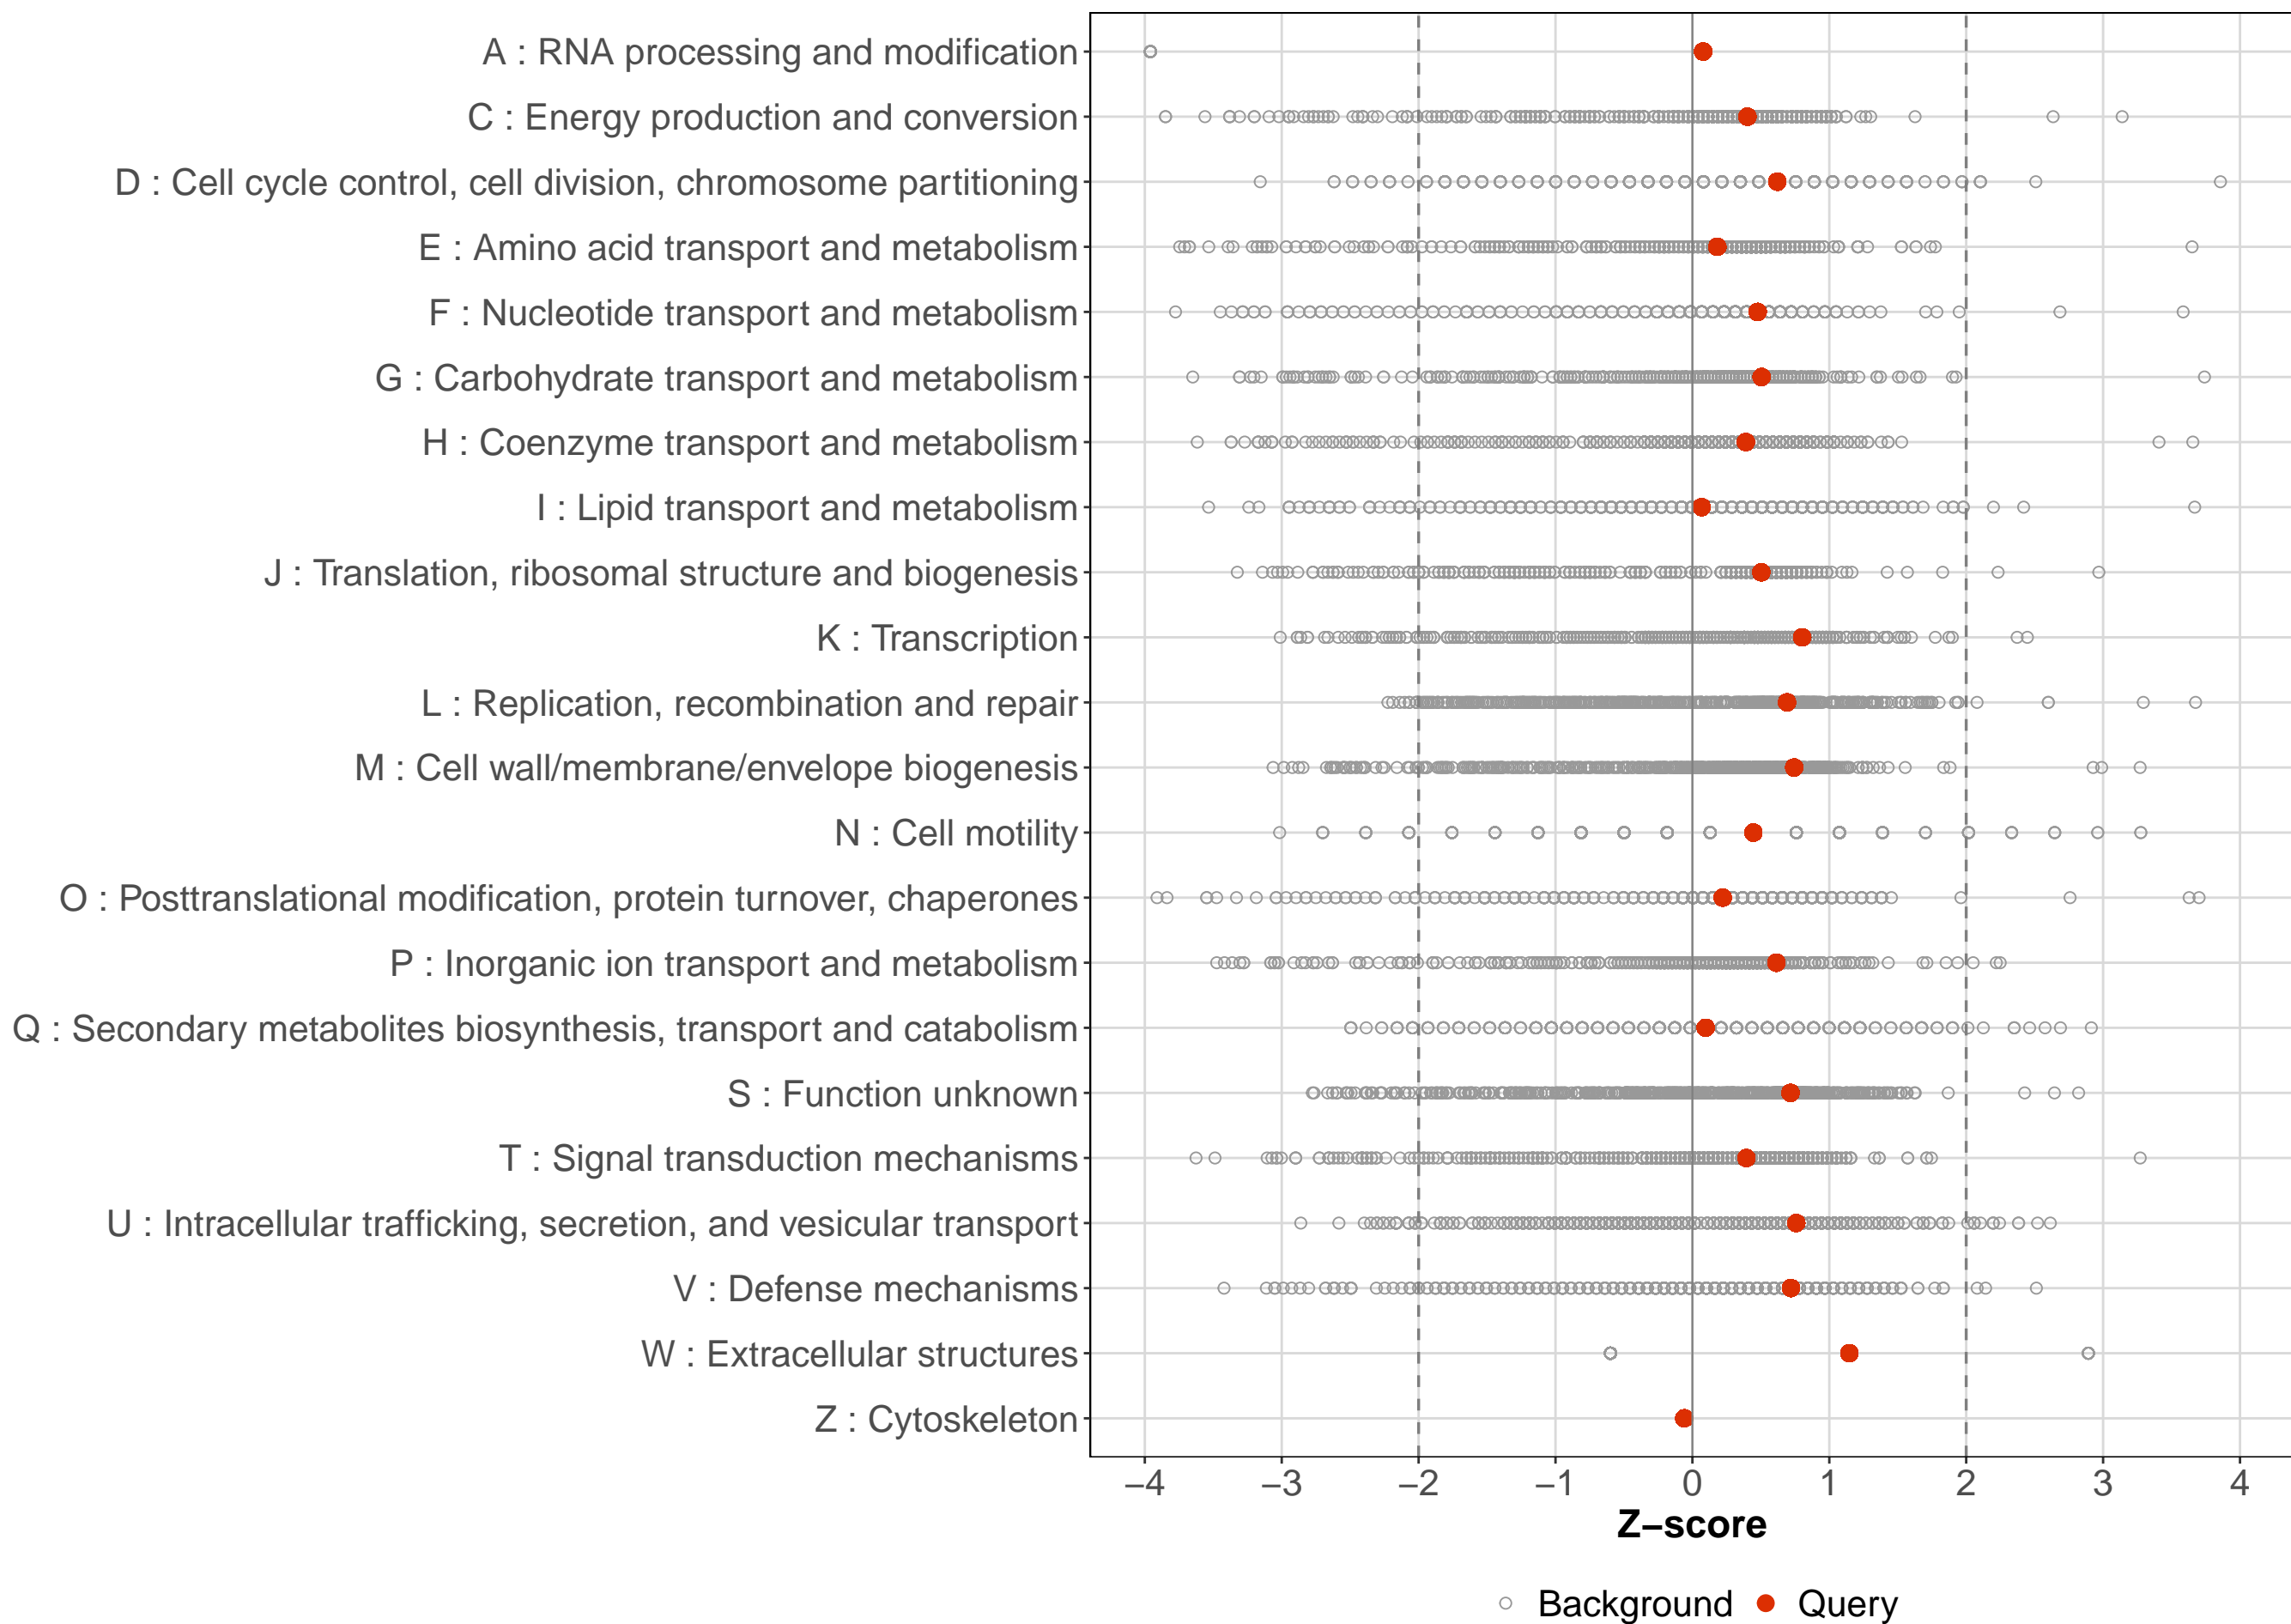 A : RNA processing and modification
C : Energy production and conversion
D : Cell cycle control, cell division, chromosome partitioning
E : Amino acid transport and metabolism
F : Nucleotide transport and metabolism
G : Carbohydrate transport and metabolism
H : Coenzyme transport and metabolism
I : Lipid transport and metabolism
J : Translation, ribosomal structure and biogenesis
K : Transcription
L : Replication, recombination and repair
M : Cell wall/membrane/envelope biogenesis
N : Cell motility
O : Posttranslational modification, protein turnover, chaperones
P : Inorganic ion transport and metabolism
Q : Secondary metabolites biosynthesis, transport and catabolism
S : Function unknown
T : Signal transduction mechanisms
U : Intracellular trafficking, secretion, and vesicular transport
V : Defense mechanisms
W : Extracellular structures
Z : Cytoskeleton
−4 −3 −2 −1 0 1 2 3 4
Z−score
Background Query